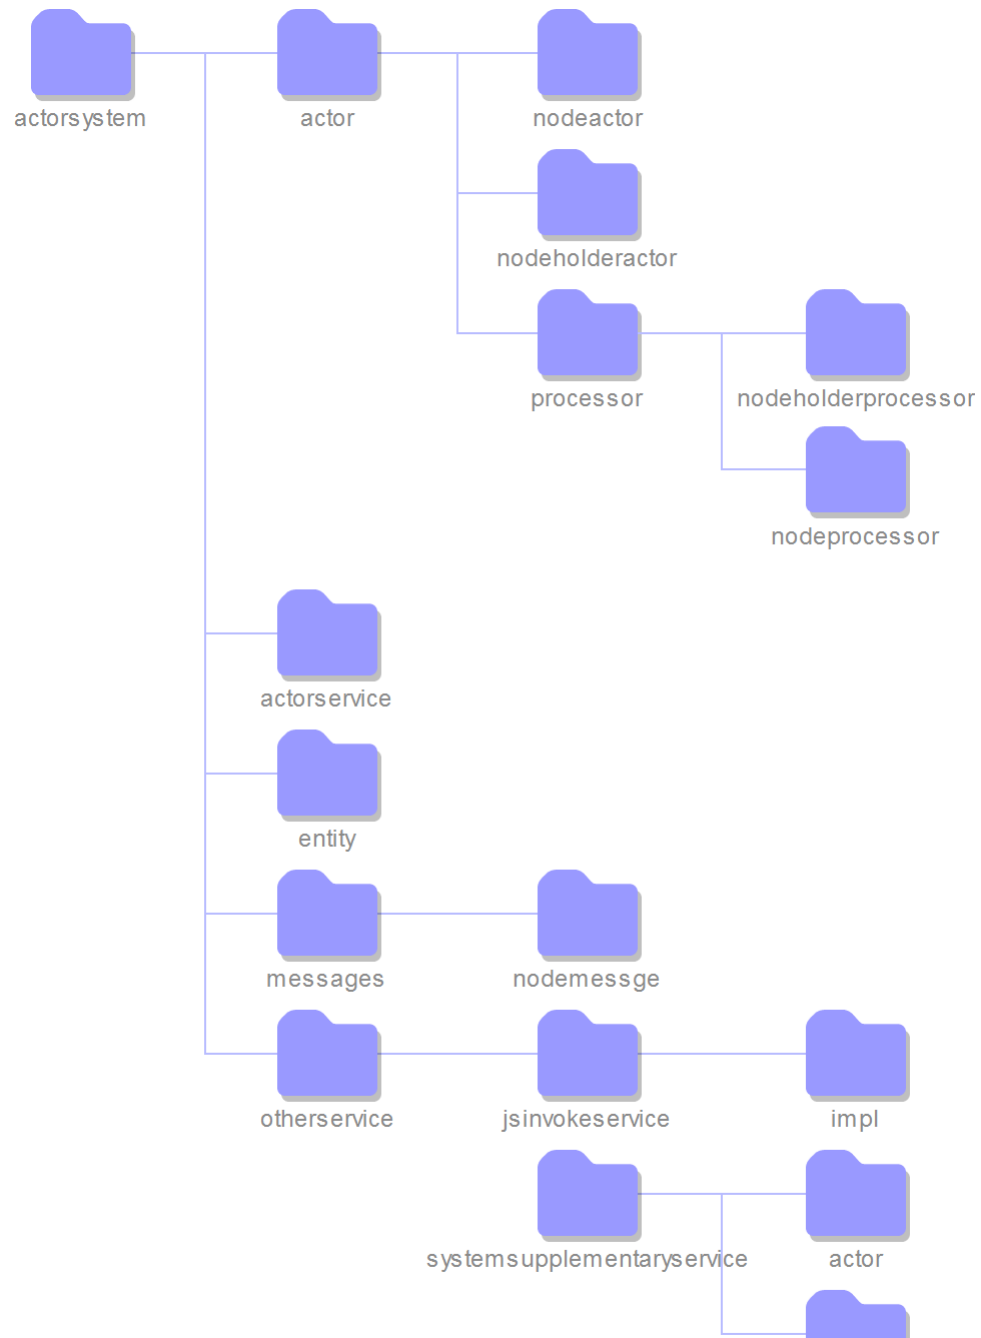 actorsystem
actor
nodeactor
nodeholderactor
processor
nodeholderprocessor
nodeprocessor
actorservice
entity
messages
nodemessge
otherservice
jsinvokeservice
impl
systemsupplementaryservice
actor